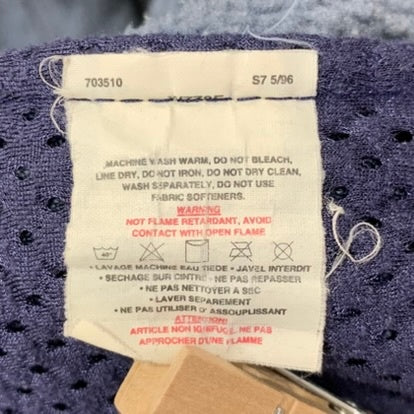 703510 S7 5/96
MACHINE WASH WARM, DO NOT BLEACH,
LINE DRY, DO NOT IRON, DO NOT DRY CLEAN,
WASH SEPARATELY, DO NOT USE
FABRIC SOFTENERS.
WARNING
NOT FLAME RETARDANT, AVOID
CONTACT WITH OPEN FLAME
40°
• LAVAGE MACHINE EAU TIEDE • JAVEL INTERDIT
• SECHAGE SUR CINTRE • NE PAS REPASSER
• NE PAS NETTOYER A SEC
• LAVER SEPAREMENT
• NE PAS UTILISER D'ASSOUPLISSANT
ATTENTION!
ARTICLE NON IGNIFUGE. NE PAS
APPROCHER D'UNE FLAMME